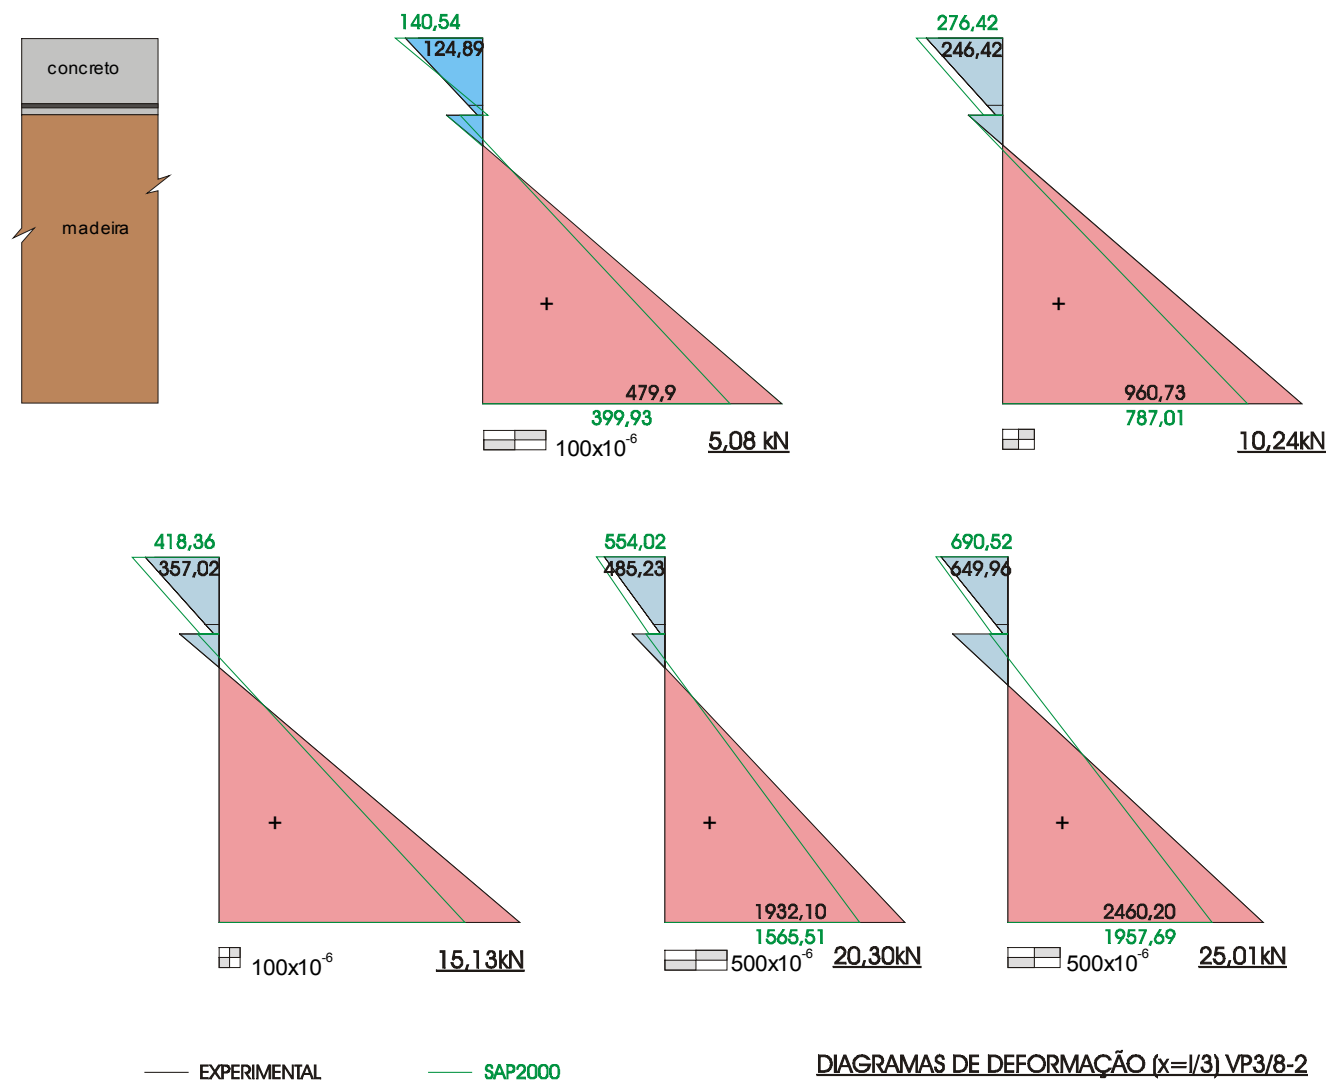 concreto
madeira
140,54
124,89
+
479,9
399,93
100x10-6
5,08 kN
276,42
246,42
+
960,73
787,01
10,24kN
418,36
357,02
+
100x10-6
15,13kN
554,02
485,23
+
1932,10
1565,51
500x10-6
20,30kN
690,52
649,96
+
2460,20
1957,69
500x10-6
25,01kN
EXPERIMENTAL
SAP2000
DIAGRAMAS DE DEFORMAÇÃO (x=l/3) VP3/8-2